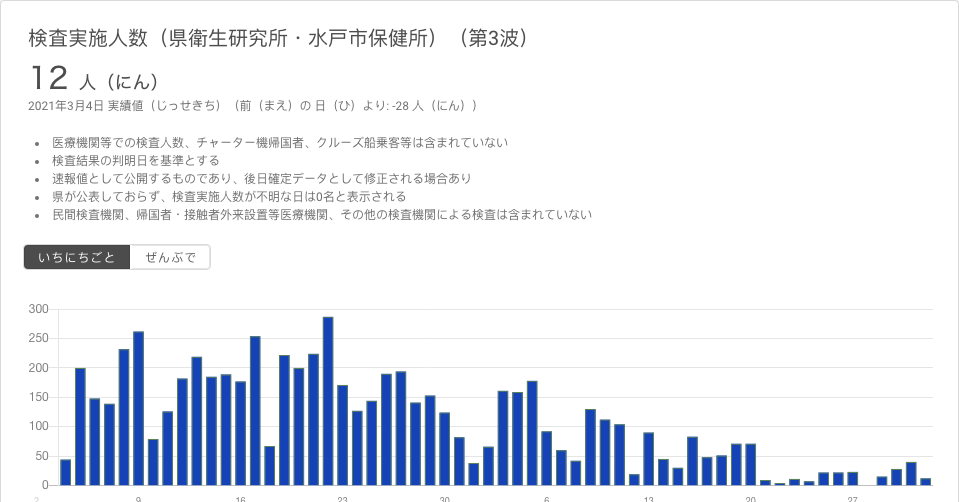 検査実施人数（県衛生研究所・水戸市保健所）（第3波）
12 人（にん）
2021年3月4日 実績値（じっせきち）（前（まえ）の 日（ひ）より: -28 人（にん））
医療機関等での検査人数、チャーター機帰国者、クルーズ船乗客等は含まれていない
検査結果の判明日を基準とする
速報値として公開するものであり、後日確定データとして修正される場合あり
県が公表しておらず、検査実施人数が不明な日は0名と表示される
民間検査機関、帰国者・接触者外来設置等医療機関、その他の検査機関による検査は含まれていない
いちにちごと ぜんぶで
300
250
200
150
100
50
0
2 9 16 23 30 6 13 20 27